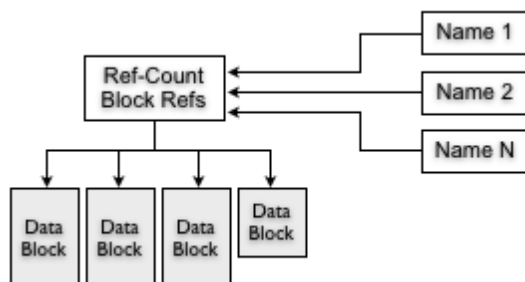 Name 1
Ref-Count
Block Refs
Name 2
Name N
Data
Block
Data
Block
Data
Block
Data
Block